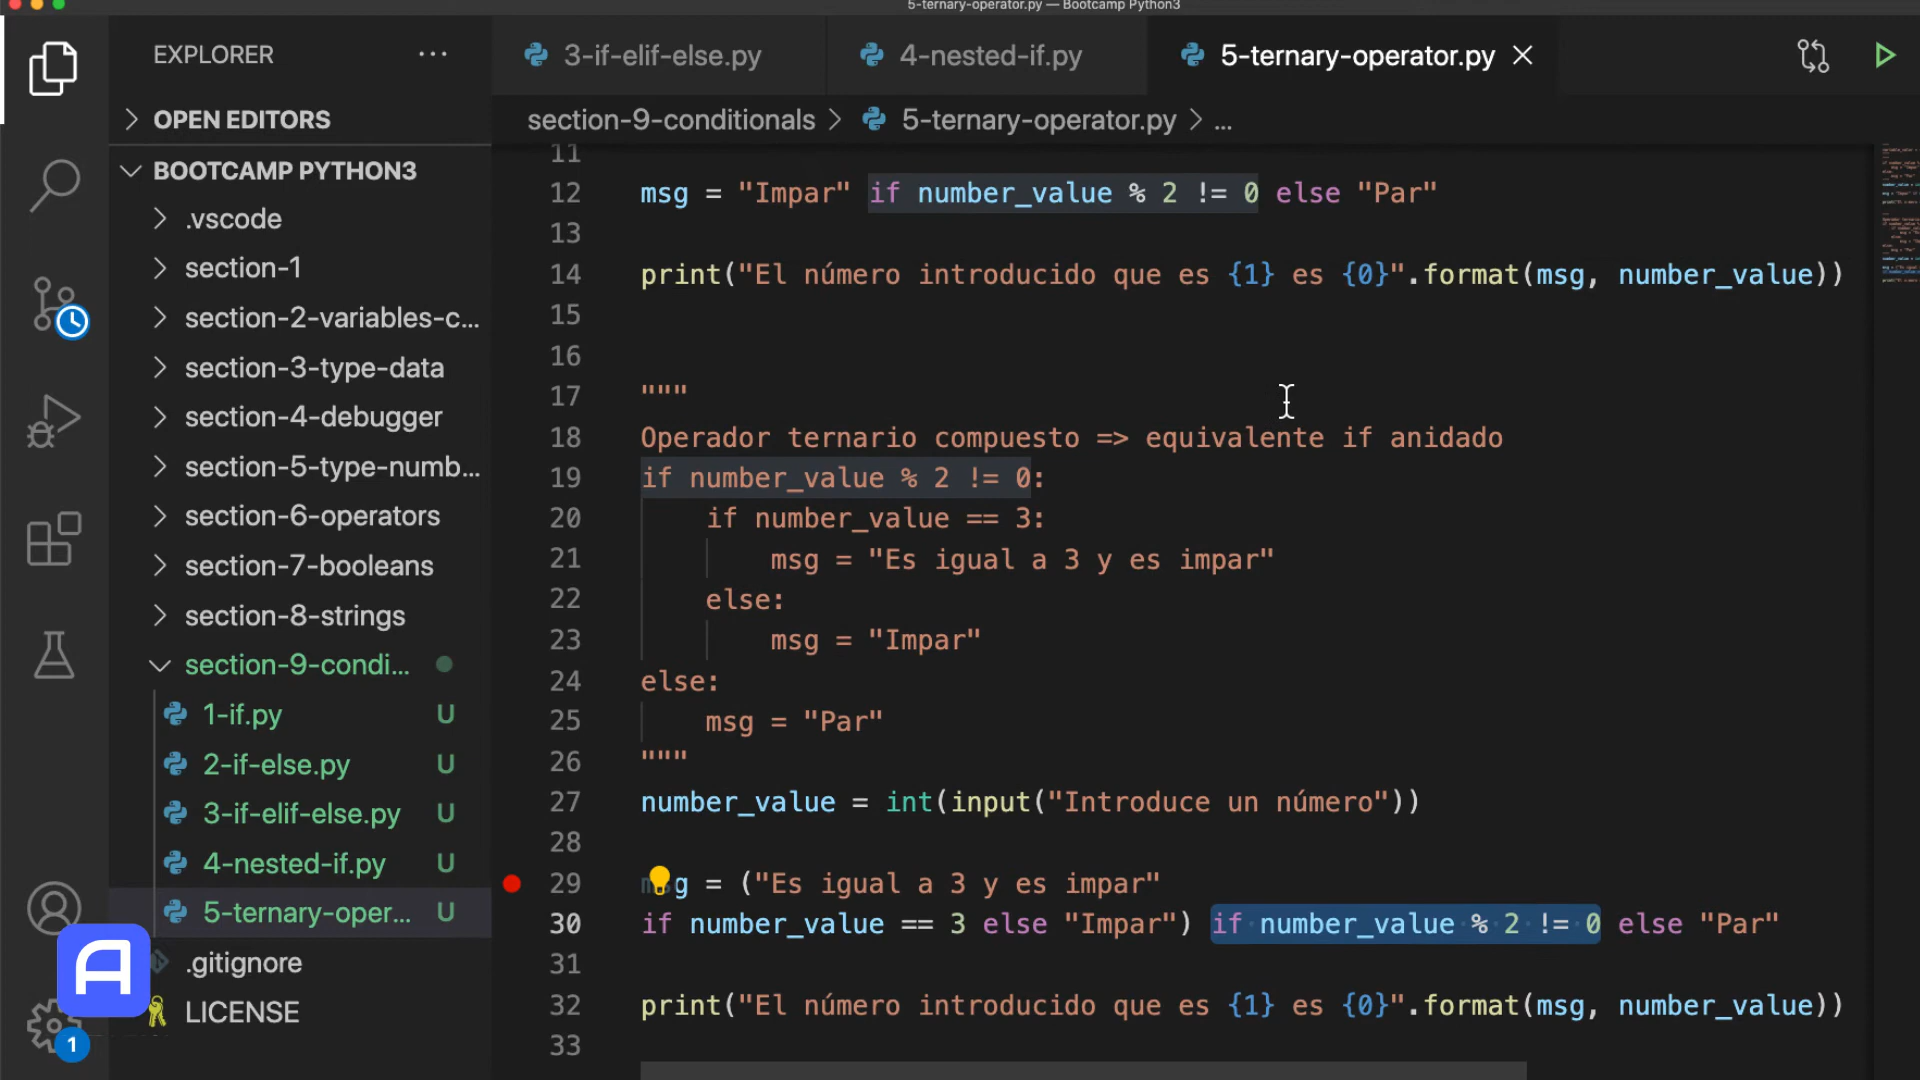 5-ternary-operator.py — Bootcamp Python3
EXPLORER ···
3-if-elif-else.py
4-nested-if.py
5-ternary-operator.py
section-9-conditionals > 5-ternary-operator.py > ...
OPEN EDITORS
BOOTCAMP PYTHON3
.vscode
section-1
section-2-variables-c...
section-3-type-data
section-4-debugger
section-5-type-numb...
section-6-operators
section-7-booleans
section-8-strings
section-9-condi...
1-if.py U
2-if-else.py U
3-if-elif-else.py U
4-nested-if.py U
5-ternary-oper... U
.gitignore
LICENSE
1
A
11
12 msg = "Impar" if number_value % 2 != 0 else "Par"
13
14 print("El número introducido que es {1} es {0}".format(msg, number_value))
15
16
17 """
18 Operador ternario compuesto => equivalente if anidado
19 if number_value % 2 != 0:
20 if number_value == 3:
21 msg = "Es igual a 3 y es impar"
22 else:
23 msg = "Impar"
24 else:
25 msg = "Par"
26 """
27 number_value = int(input("Introduce un número"))
28
29 msg = ("Es igual a 3 y es impar"
30 if number_value == 3 else "Impar") if number_value % 2 != 0 else "Par"
31
32 print("El número introducido que es {1} es {0}".format(msg, number_value))
33